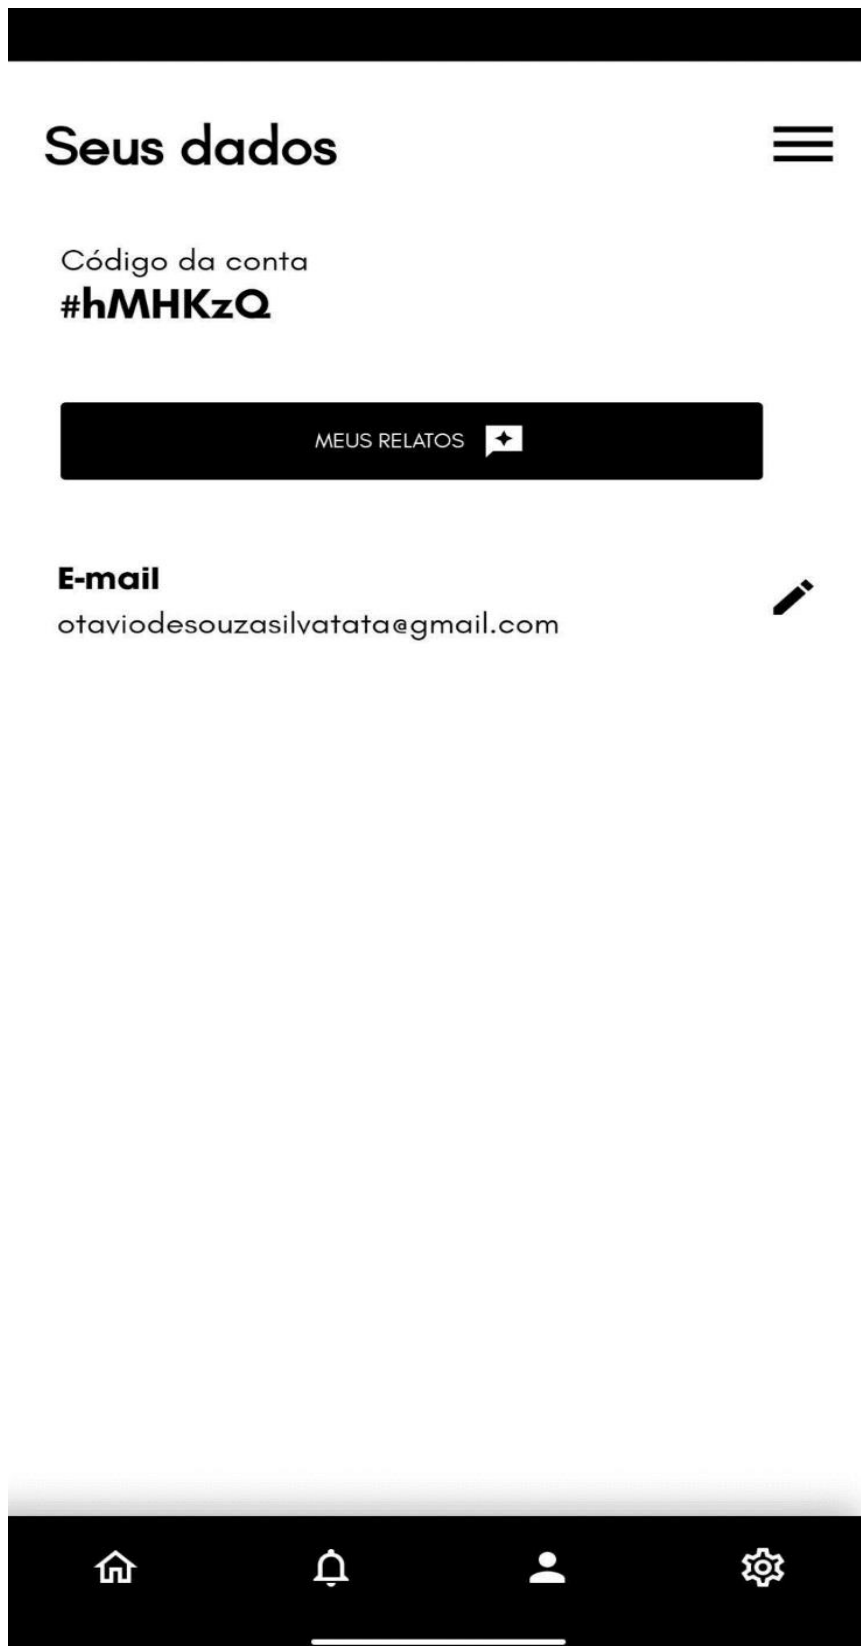 Seus dados
Código da conta
#hMHKzQ
MEUS RELATOS
E-mail
otaviodesouzasilvatata@gmail.com